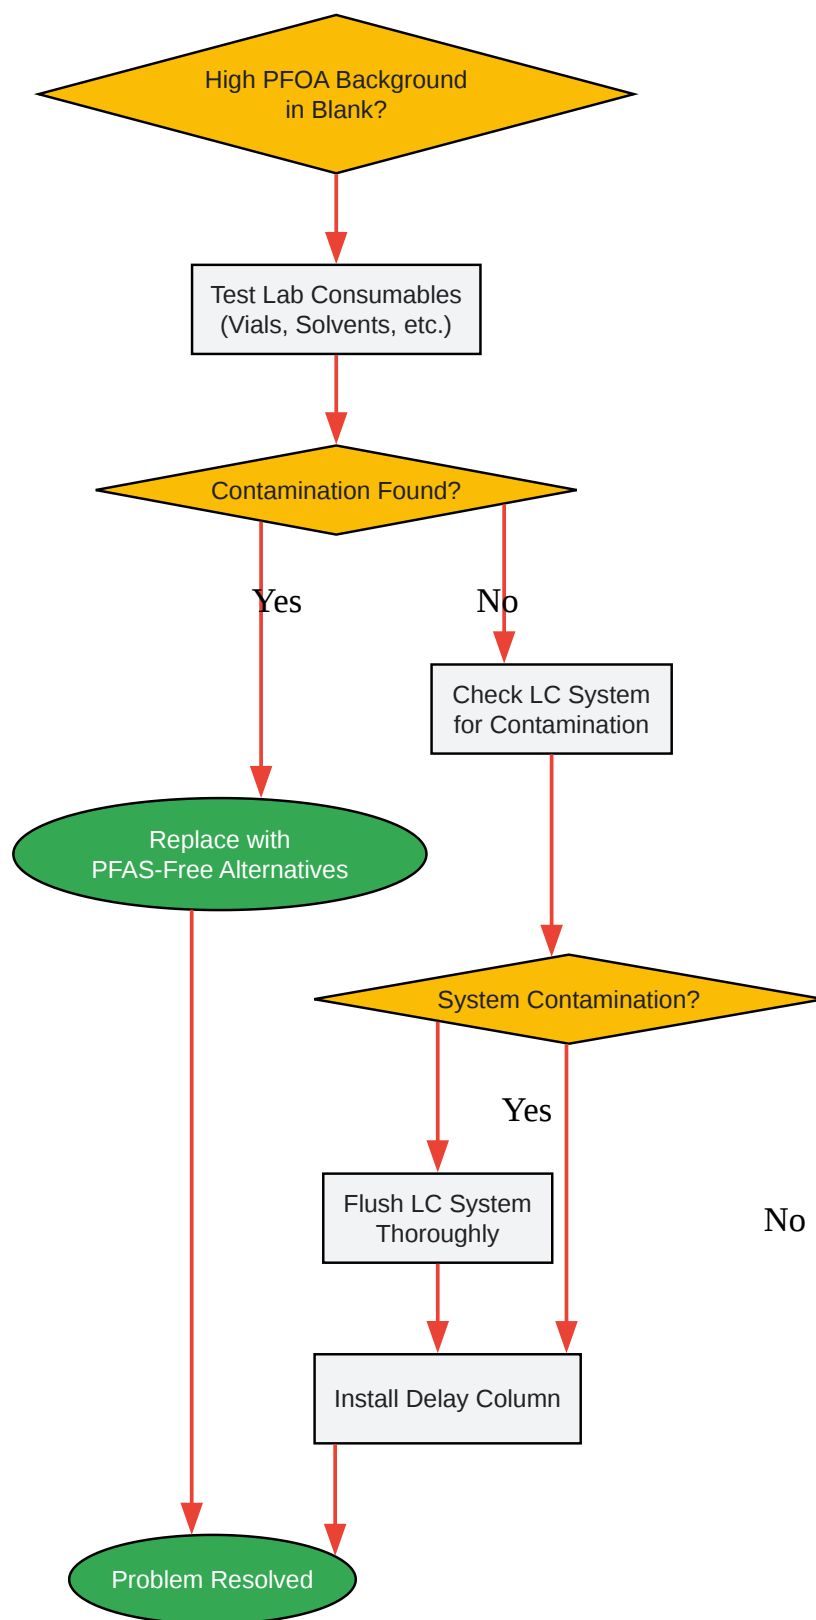 High PFOA Background
in Blank?
Test Lab Consumables
(Vials, Solvents, etc.)
Contamination Found?
Yes
No
Check LC System
for Contamination
Replace with
PFAS-Free Alternatives
System Contamination?
Yes
Flush LC System
Thoroughly
No
Install Delay Column
Problem Resolved